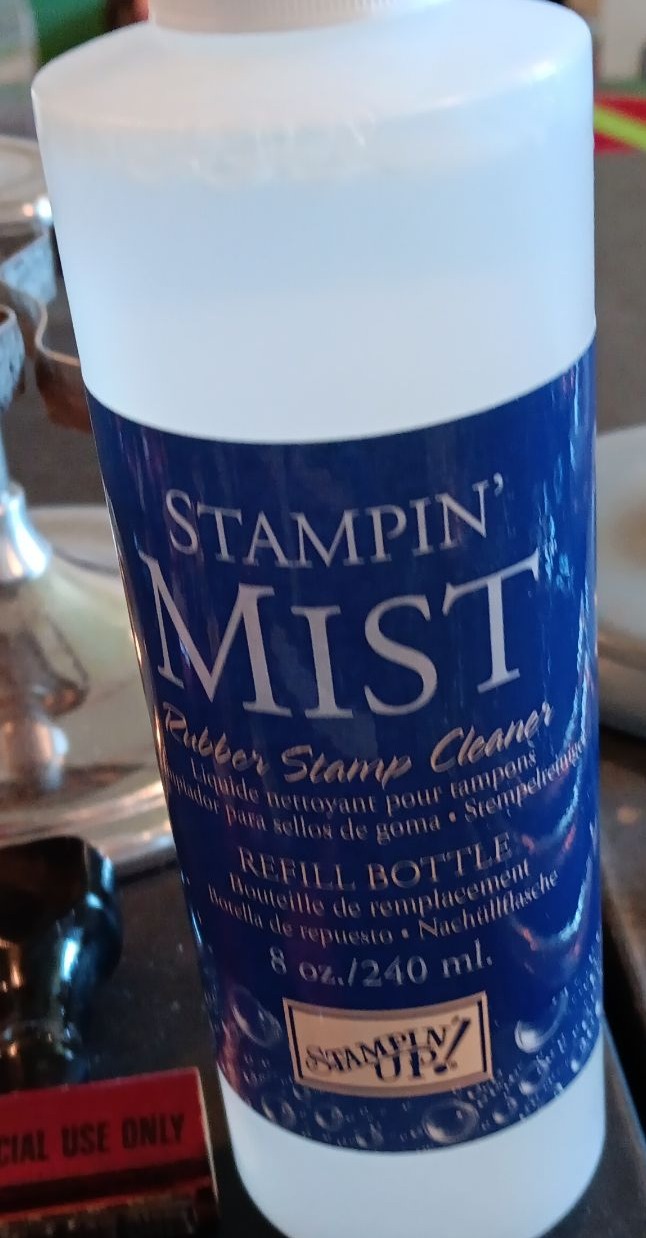 STAMPIN'
MIST
Rubber Stamp Cleaner
Liquide nettoyant pour tampons
para sellos de goma • Stempelreiniger
REFILL BOTTLE
Bouteille de remplacement
Botella de repuesto • Nachfüllflasche
8 oz./240 ml.
STAMPIN'
UP!
CIAL USE ONLY